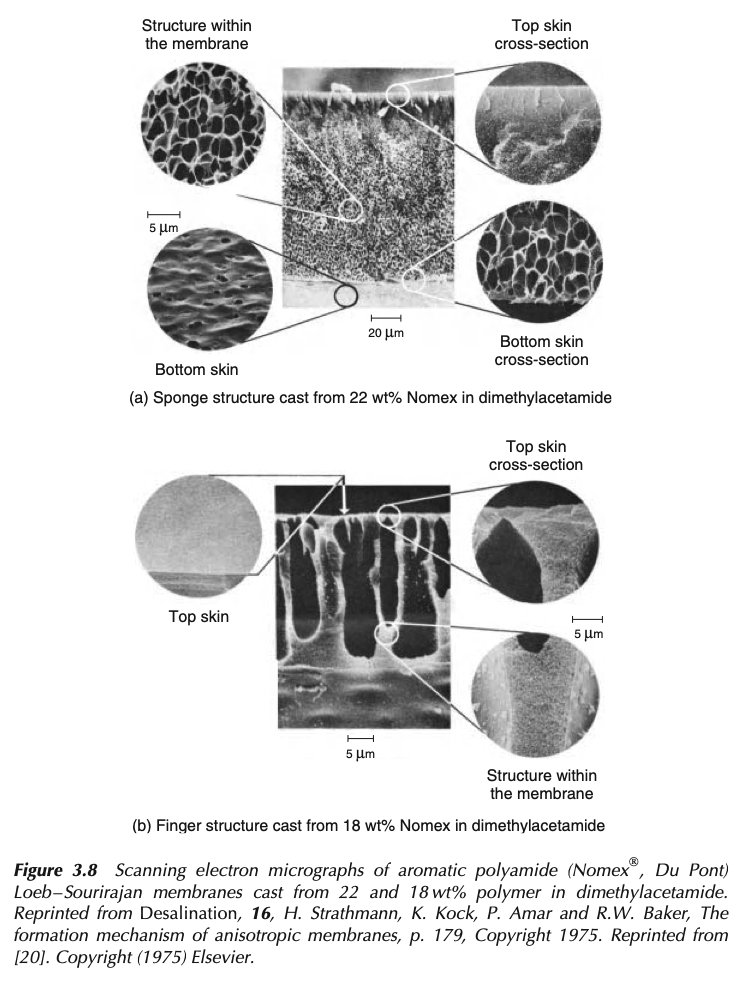 Structure within
the membrane
Top skin
cross-section
5 μm
20 μm
Bottom skin
Bottom skin
cross-section
(a) Sponge structure cast from 22 wt% Nomex in dimethylacetamide
Top skin
cross-section
Top skin
5 μm
5 μm
Structure within
the membrane
(b) Finger structure cast from 18 wt% Nomex in dimethylacetamide
Figure 3.8 Scanning electron micrographs of aromatic polyamide (Nomex®, Du Pont)
Loeb–Sourirajan membranes cast from 22 and 18 wt% polymer in dimethylacetamide.
Reprinted from Desalination, 16, H. Strathmann, K. Kock, P. Amar and R.W. Baker, The
formation mechanism of anisotropic membranes, p. 179, Copyright 1975. Reprinted from
[20]. Copyright (1975) Elsevier.